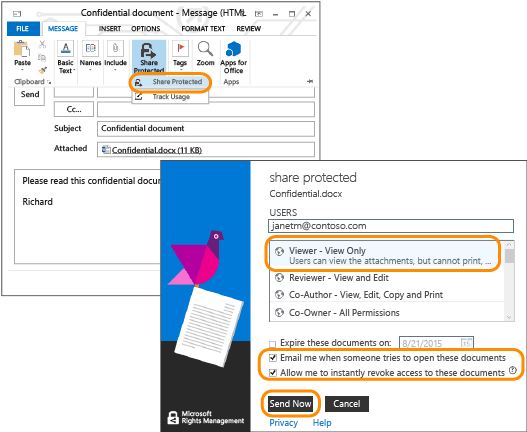 Confidential document - Message (HTML
FILE MESSAGE INSERT OPTIONS FORMAT TEXT REVIEW
Paste Basic Text Names Include Share Protected Tags Zoom Apps for Office
Clipboard Apps
Share Protected
Track Usage
Send
Cc...
Subject Confidential document
Attached Confidential.docx (11 KB)
Please read this confidential docum
Richard
share protected
Confidential.docx
USERS
janetm@contoso.com
Viewer - View Only
Users can view the attachments, but cannot print, ...
Reviewer - View and Edit
Co-Author - View, Edit, Copy and Print
Co-Owner - All Permissions
Expire these documents on: 8/21/2015
Email me when someone tries to open these documents
Allow me to instantly revoke access to these documents ?
Send Now Cancel
Privacy Help
Microsoft
Rights Management